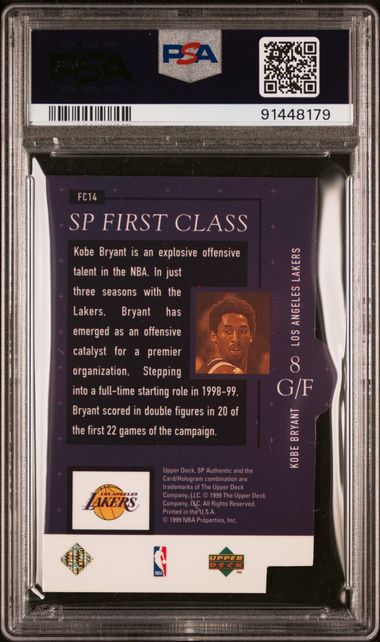 PSA
PSA
91448179
FC14
SP FIRST CLASS
Kobe Bryant is an explosive offensive
talent in the NBA. In just
three seasons with the
Lakers, Bryant has
emerged as an offensive
catalyst for a premier
organization. Stepping
into a full-time starting role in 1998-99,
Bryant scored in double figures in 20 of
the first 22 games of the campaign.
LOS ANGELES LAKERS
8
G/F
KOBE BRYANT
LOS ANGELES
LAKERS
Upper Deck, SP Authentic and the
Card/Hologram combination are
trademarks of The Upper Deck
Company, LLC. © 1999 The Upper Deck
Company, LLC. All Rights Reserved.
Printed in the U.S.A.
© 1999 NBA Properties, Inc.
NBA
UPPER
DECK